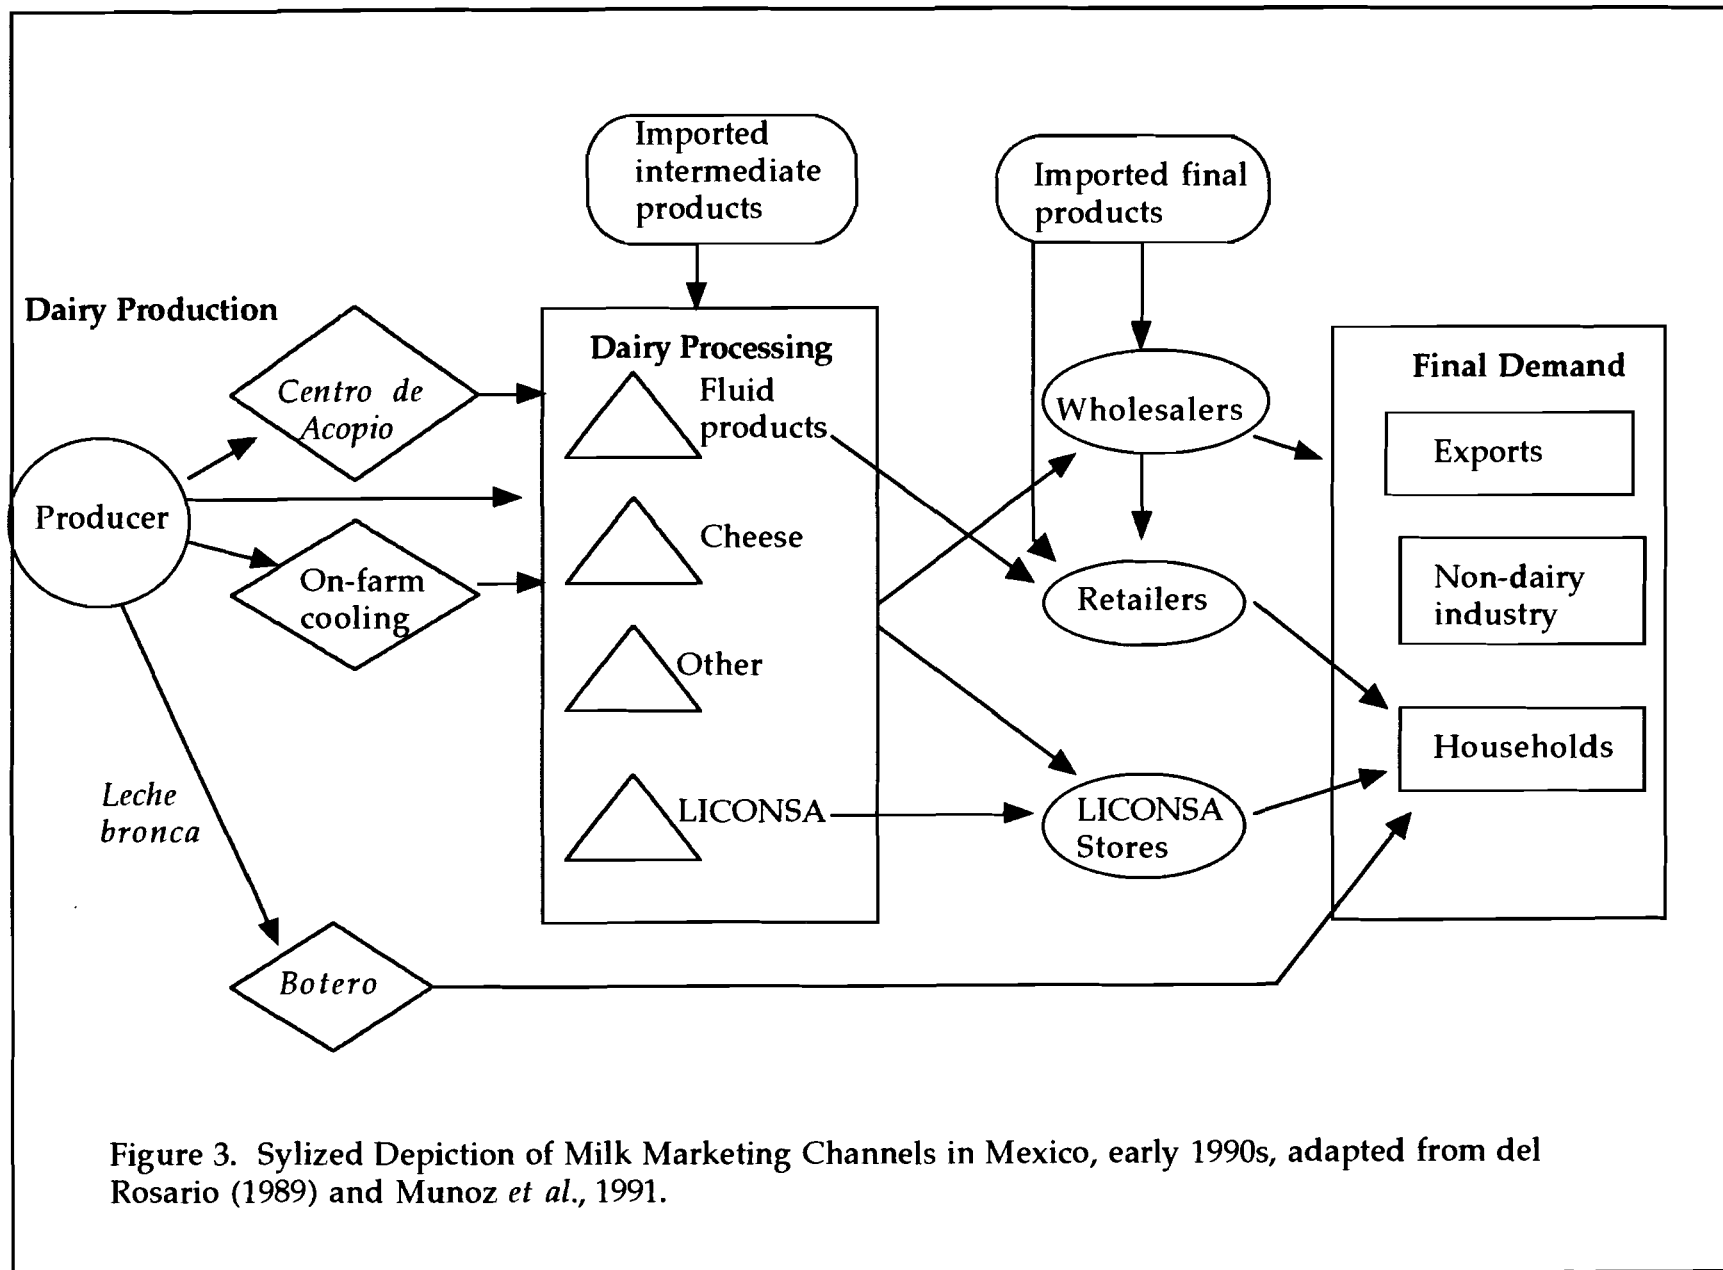 Imported
intermediate
products
Imported final
products
Dairy Production
Centro de
Acopio
Producer
On-farm
cooling
Leche
bronca
Botero
Dairy Processing
Fluid
products
Cheese
Other
LICONSA
Wholesalers
Retailers
LICONSA
Stores
Final Demand
Exports
Non-dairy
industry
Households
Figure 3. Sylized Depiction of Milk Marketing Channels in Mexico, early 1990s, adapted from del
Rosario (1989) and Munoz et al., 1991.